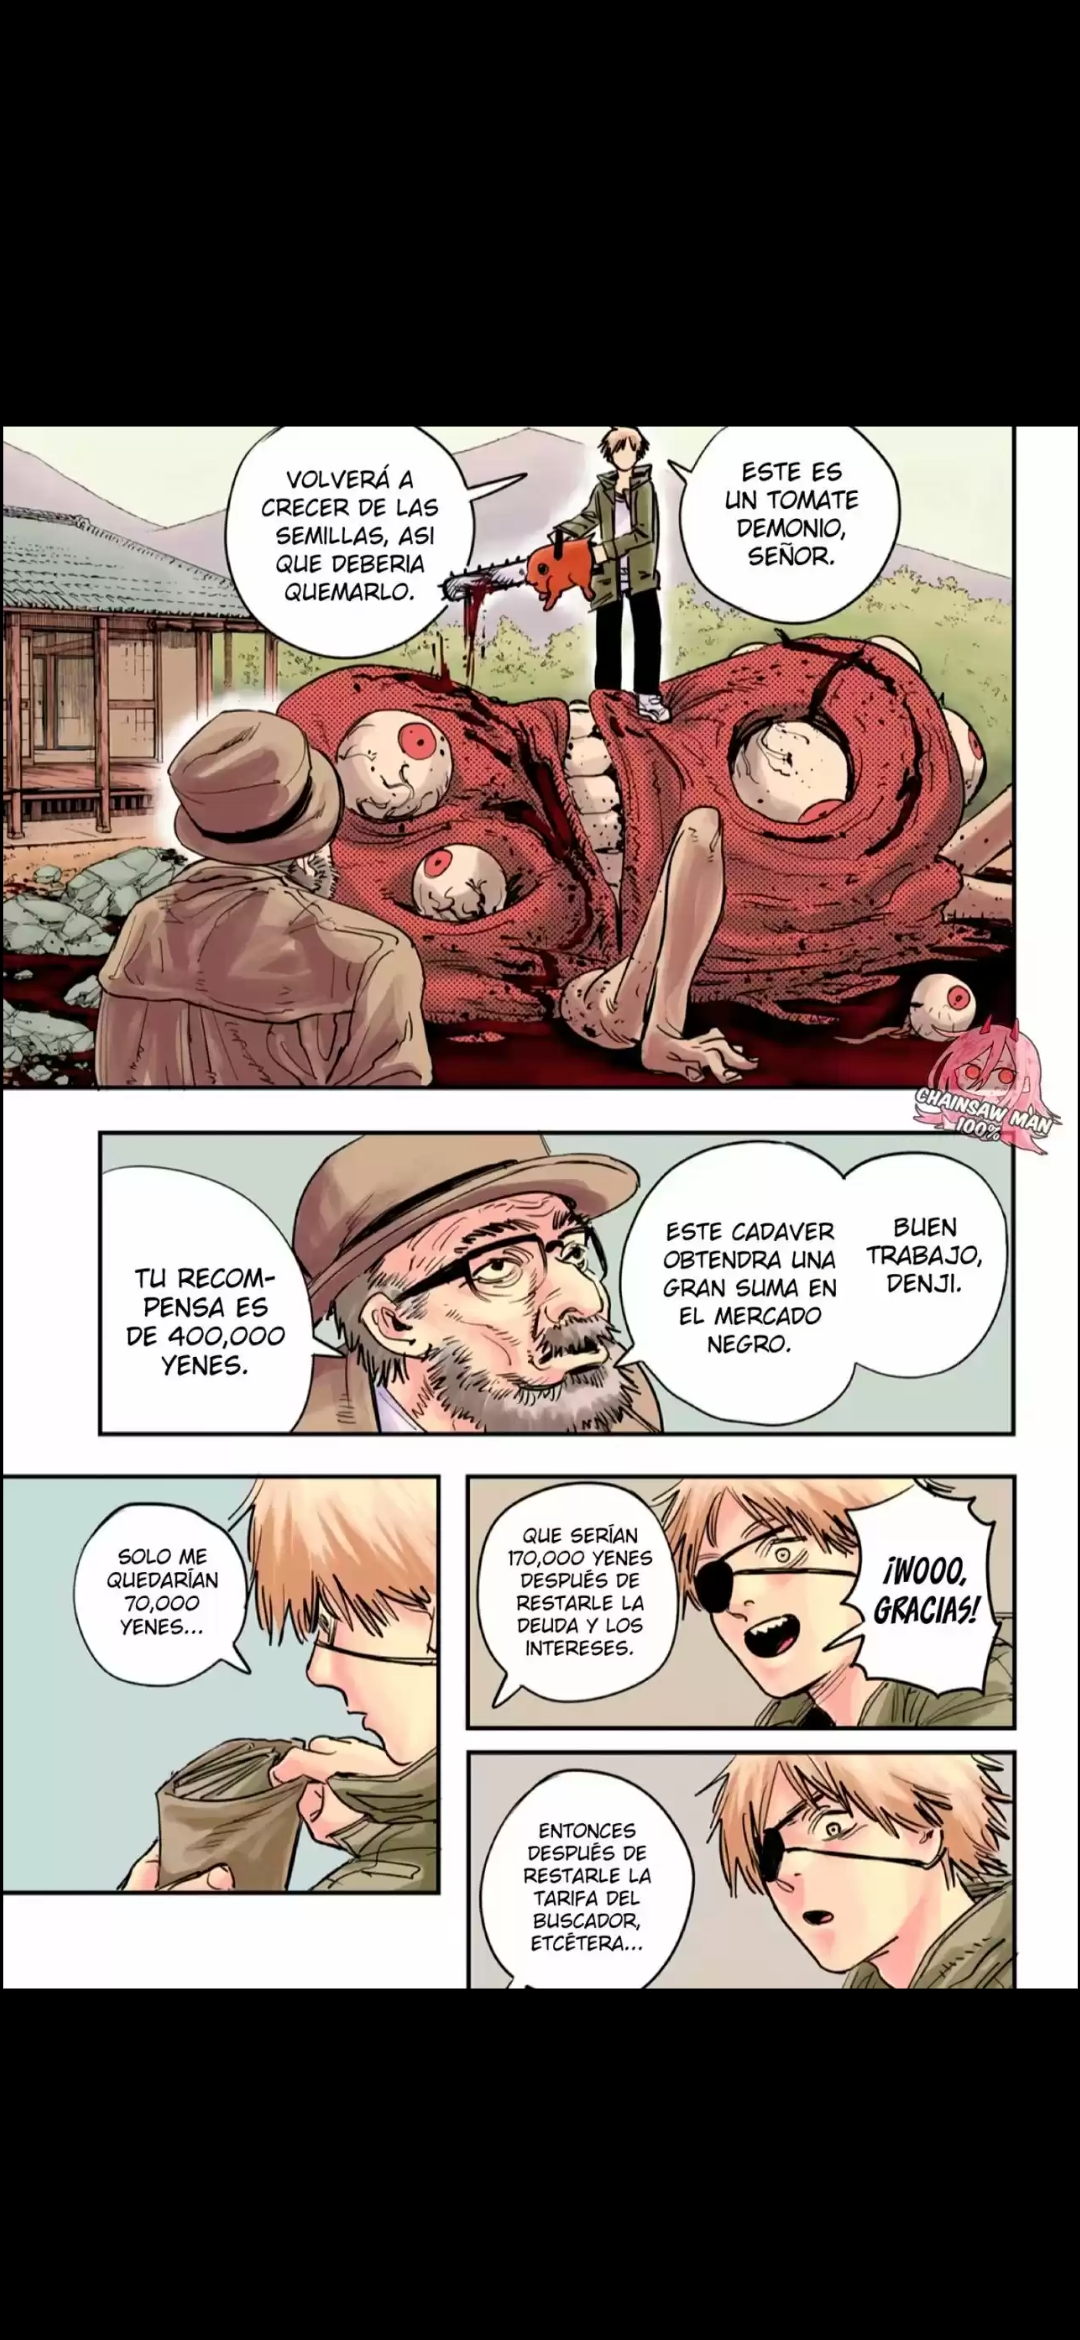 ESTE ES
UN TOMATE
DEMONIO,
SEÑOR.
VOLVERÁ A
CRECER DE LAS
SEMILLAS, ASI
QUE DEBERIA
QUEMARLO.
CHAINSAW MAN
100%
BUEN
TRABAJO,
DENJI.
ESTE CADAVER
OBTENDRA UNA
GRAN SUMA EN
EL MERCADO
NEGRO.
TU RECOM-
PENSA ES
DE 400,000
YENES.
¡WOOO,
GRACIAS!
QUE SERÍAN
170,000 YENES
DESPUÉS DE
RESTARLE LA
DEUDA Y LOS
INTERESES.
ENTONCES
DESPUÉS DE
RESTARLE LA
TARIFA DEL
BUSCADOR,
ETCÉTERA...
SOLO ME
QUEDARÍAN
70,000
YENES...